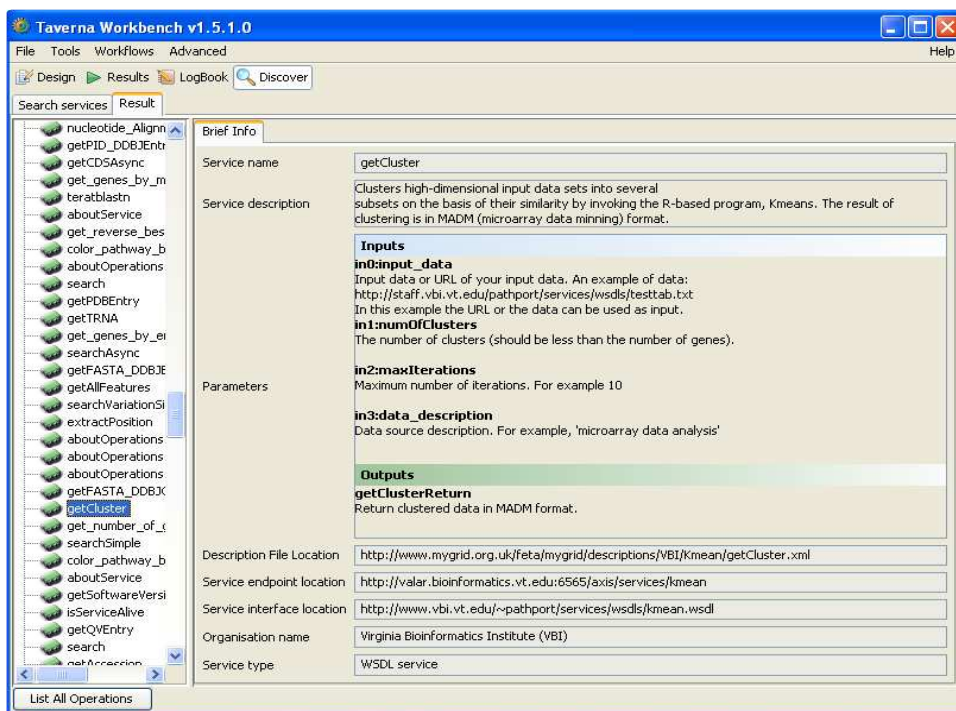 Taverna Workbench v1.5.1.0
File Tools Workflows Advanced Help
Design Results LogBook Discover
Search services Result
nucleotide_Alignn
getPID_DDBJEntr
getCDSAsync
get_genes_by_m
teratblastn
aboutService
get_reverse_bes
color_pathway_b
aboutOperations
search
getPDBEntry
getTRNA
get_genes_by_en
searchAsync
getFASTA_DDBJE
getAllFeatures
searchVariationSi
extractPosition
aboutOperations
aboutOperations
aboutOperations
getFASTA_DDBJC
getCluster
get_number_of_c
searchSimple
color_pathway_b
aboutService
getSoftwareVersi
isServiceAlive
getQVEntry
search
getAccession
List All Operations
Brief Info
Service name
getCluster
Service description
Clusters high-dimensional input data sets into several
subsets on the basis of their similarity by invoking the R-based program, Kmeans. The result of
clustering is in MADM (microarray data minning) format.
Parameters
Inputs
in0:input_data
Input data or URL of your input data. An example of data:
http://staff.vbi.vt.edu/pathport/services/wsdls/testtab.txt
In this example the URL or the data can be used as input.
in1:numOfClusters
The number of clusters (should be less than the number of genes).
in2:maxIterations
Maximum number of iterations. For example 10
in3:data_description
Data source description. For example, 'microarray data analysis'
Outputs
getClusterReturn
Return clustered data in MADM format.
Description File Location
http://www.mygrid.org.uk/feta/mygrid/descriptions/VBI/Kmean/getCluster.xml
Service endpoint location
http://valar.bioinformatics.vt.edu:6565/axis/services/kmean
Service interface location
http://www.vbi.vt.edu/~pathport/services/wsdls/kmean.wsdl
Organisation name
Virginia Bioinformatics Institute (VBI)
Service type
WSDL service